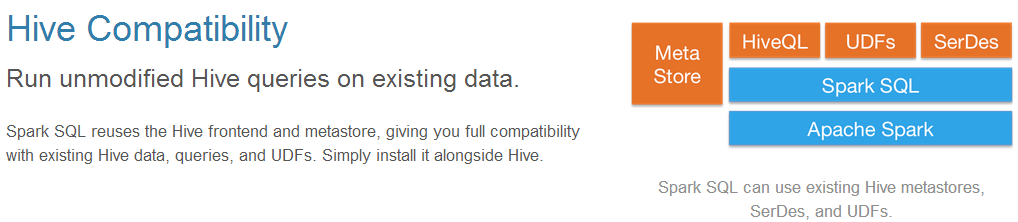 Hive Compatibility
Run unmodified Hive queries on existing data.
Spark SQL reuses the Hive frontend and metastore, giving you full compatibility
with existing Hive data, queries, and UDFs. Simply install it alongside Hive.
Meta
Store
HiveQL
UDFs
SerDes
Spark SQL
Apache Spark
Spark SQL can use existing Hive metastores,
SerDes, and UDFs.